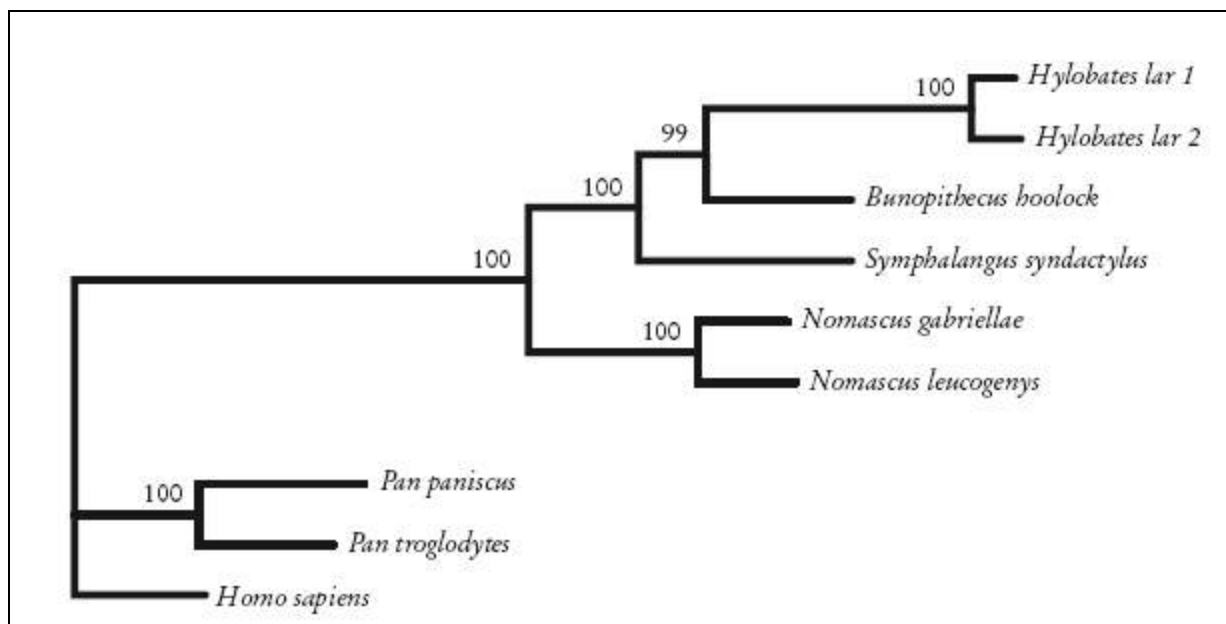 Hylobates lar 1
100
99
Hylobates lar 2
100
Bunopithecus hoolock
100
Symphalangus syndactylus
Nomascus gabriellae
100
Nomascus leucogenys
Pan paniscus
100
Pan troglodytes
Homo sapiens